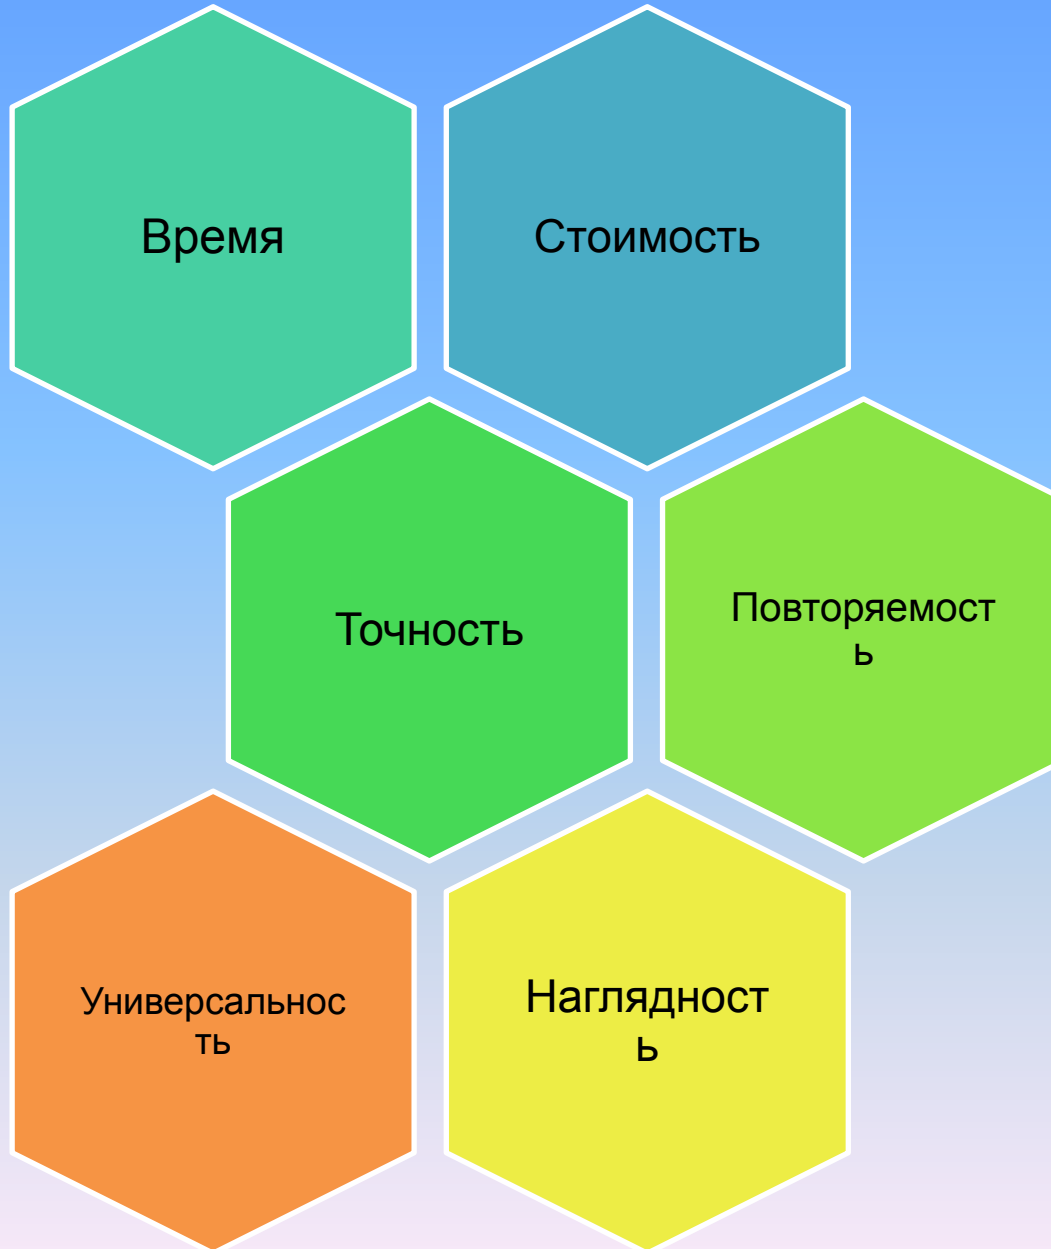 Время
Стоимость
Точность
Повторяемост
ь
Универсальнос
ть
Наглядност
ь